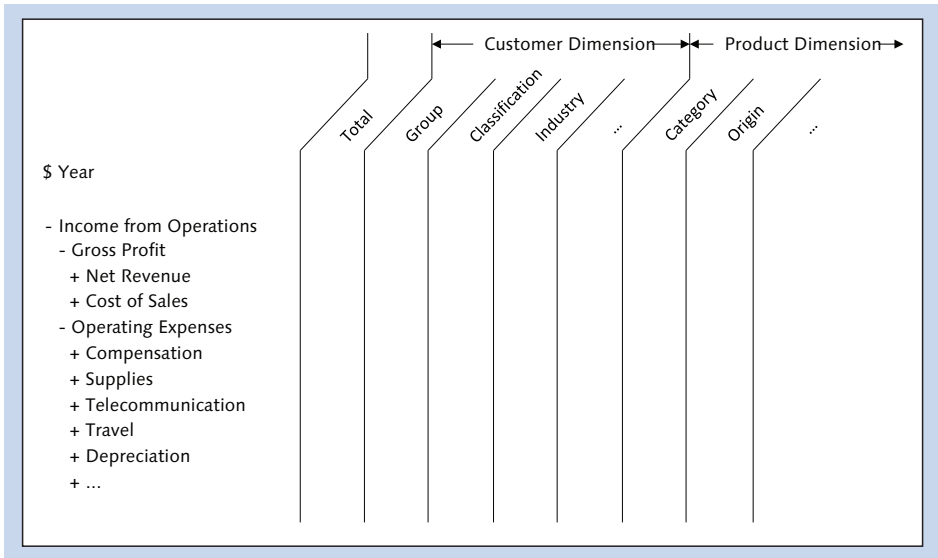 Customer Dimension Product Dimension
Total
Group
Classification
Industry
...
Category
Origin
...
$ Year
- Income from Operations
- Gross Profit
+ Net Revenue
+ Cost of Sales
- Operating Expenses
+ Compensation
+ Supplies
+ Telecommunication
+ Travel
+ Depreciation
+ ...